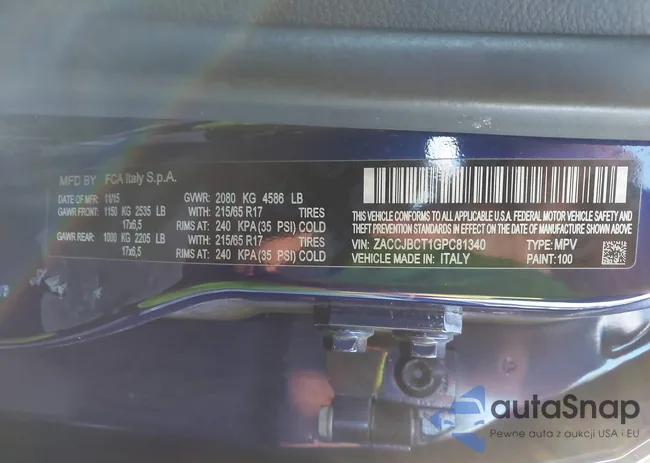 MFD BY FCA Italy S.p.A.
DATE OF MFR: 11/15 GVWR: 2080 KG 4586 LB
GAWR FRONT: 1150 KG 2535 LB WITH: 215/65 R17 TIRES
17x6,5 RIMS AT: 240 KPA (35 PSI) COLD
GAWR REAR: 1000 KG 2205 LB WITH: 215/65 R17 TIRES
17x6,5 RIMS AT: 240 KPA (35 PSI) COLD
THIS VEHICLE CONFORMS TO ALL APPLICABLE U.S.A. FEDERAL MOTOR VEHICLE SAFETY,
BUMPER AND THEFT PREVENTION STANDARDS IN
EFFECT ON THE DATE OF MANUFACTURE SHOWN ABOVE
VIN: ZACCJBCT1GPC81340 TYPE: MPV
VEHICLE MADE IN: ITALY PAINT: 100
autaSnap
Pewne auta z aukcji USA i EU